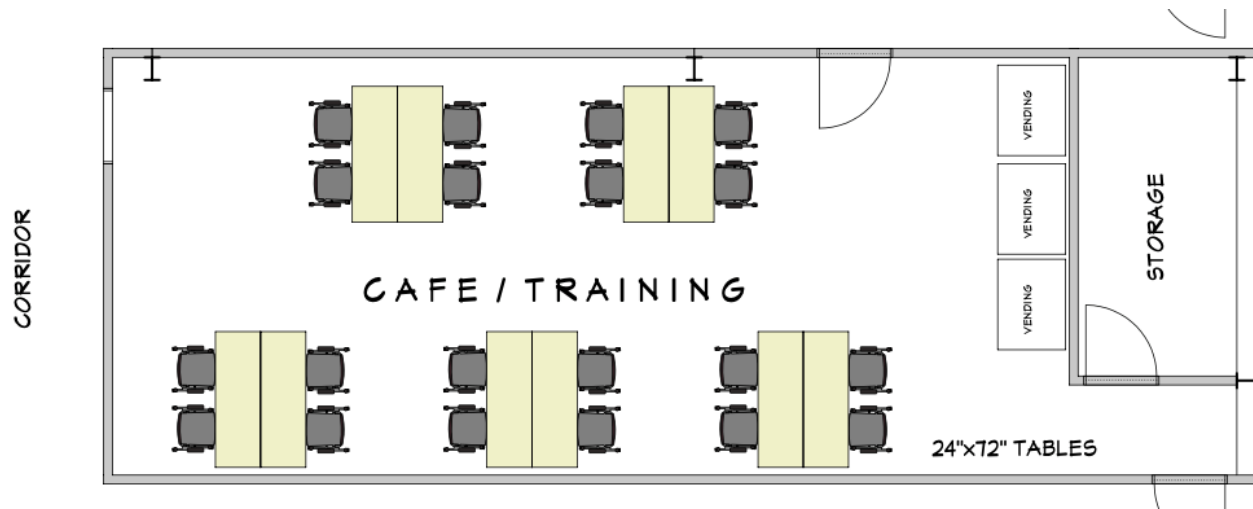 CORRIDOR
CAFE / TRAINING
VENDING
VENDING
VENDING
STORAGE
24"x72" TABLES